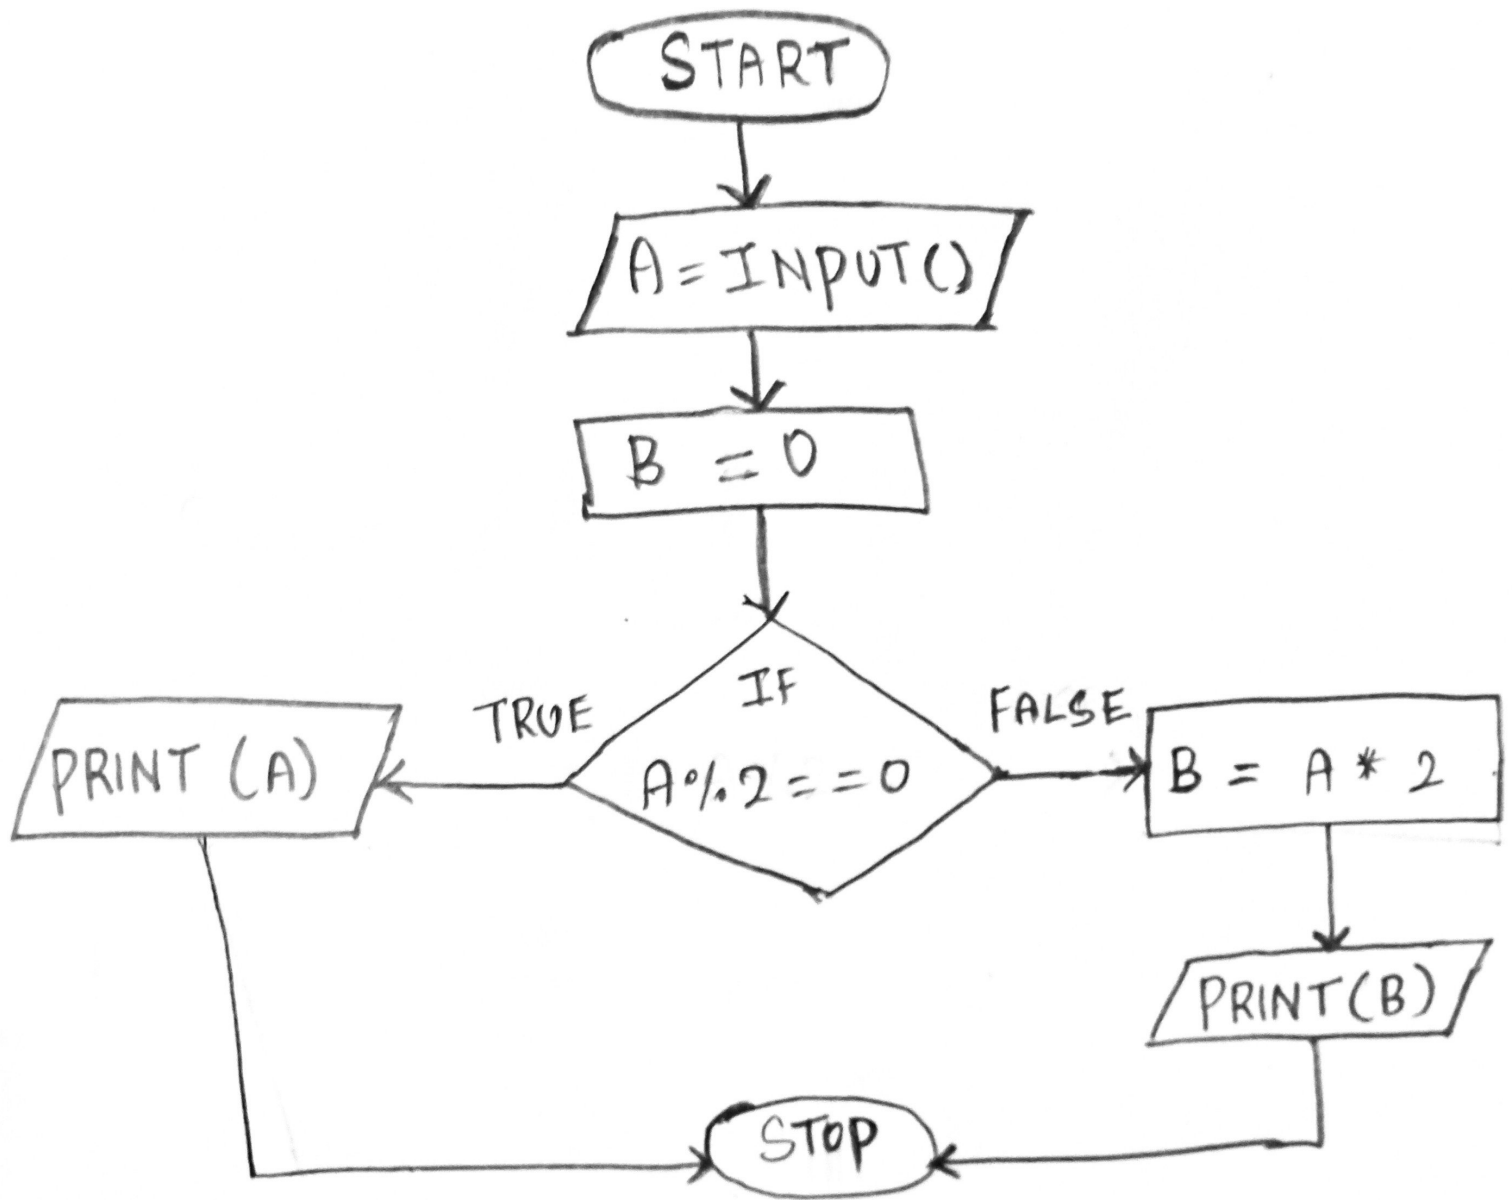 START
A = INPUT()
B = 0
IF
A%2 == 0
TRUE
PRINT (A)
FALSE
B = A * 2
PRINT(B)
STOP